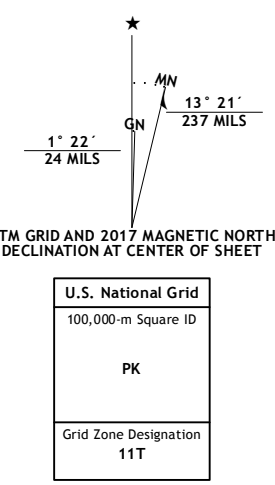 ★
MN
GN
13° 21´
237 MILS
1° 22´
24 MILS
TM GRID AND 2017 MAGNETIC NORTH
DECLINATION AT CENTER OF SHEET
U.S. National Grid
100,000-m Square ID
PK
Grid Zone Designation
11T